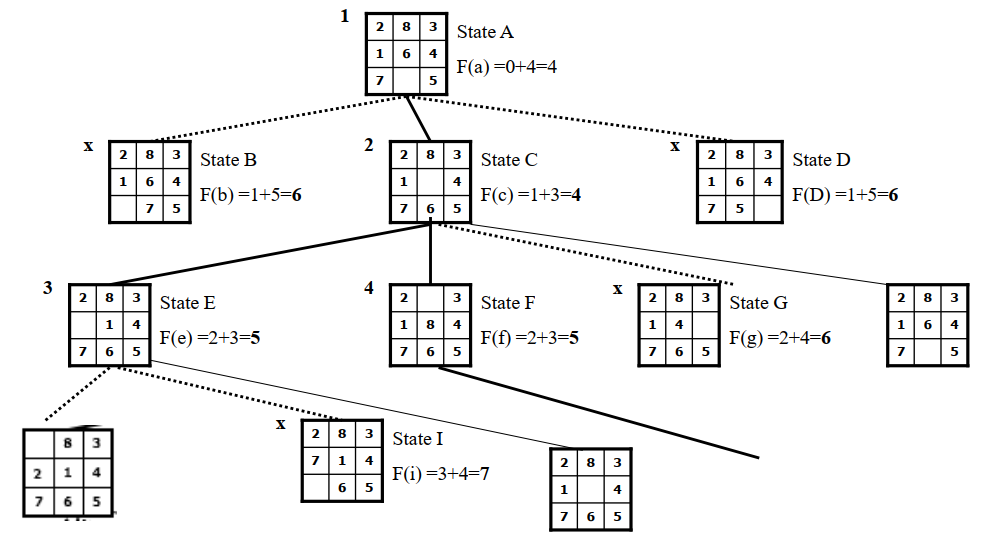 1
2 8 3
1 6 4
7 5
State A
F(a) =0+4=4
x
2 8 3
1 6 4
7 5
State B
F(b) =1+5=6
2
2 8 3
1 4
7 6 5
State C
F(c) =1+3=4
x
2 8 3
1 6 4
7 5
State D
F(D) =1+5=6
3
2 8 3
1 4
7 6 5
State E
F(e) =2+3=5
4
2 3
1 8 4
7 6 5
State F
F(f) =2+3=5
x
2 8 3
1 4
7 6 5
State G
F(g) =2+4=6
2 8 3
1 6 4
7 5
8 3
2 1 4
7 6 5
x
2 8 3
7 1 4
6 5
State I
F(i) =3+4=7
2 8 3
1 4
7 6 5